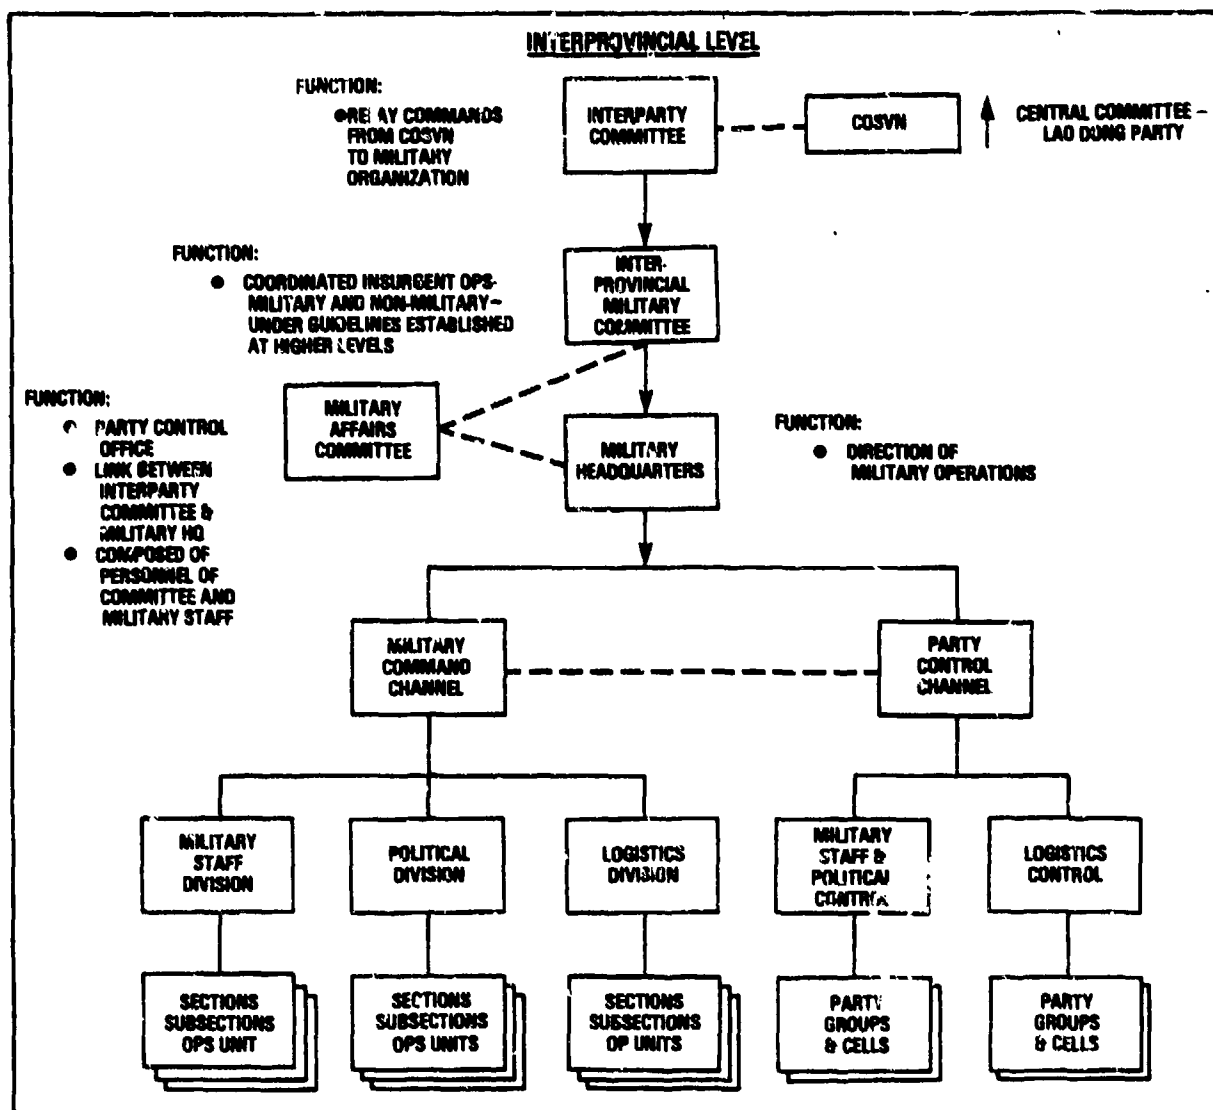 INTERPROVINCIAL LEVEL
FUNCTION:
● RELAY COMMANDS
FROM COSVN
TO MILITARY
ORGANIZATION
INTERPARTY
COMMITTEE
COSVN
CENTRAL COMMITTEE –
LAO DUNG PARTY
FUNCTION:
● COORDINATED INSURGENT OPS-
MILITARY AND NON-MILITARY –
UNDER GUIDELINES ESTABLISHED
AT HIGHER LEVELS
INTER-
PROVINCIAL
MILITARY
COMMITTEE
FUNCTION:
● PARTY CONTROL
OFFICE
● LINK BETWEEN
INTERPARTY
COMMITTEE &
MILITARY HQ
● COMPOSED OF
PERSONNEL OF
COMMITTEE AND
MILITARY STAFF
MILITARY
AFFAIRS
COMMITTEE
MILITARY
HEADQUARTERS
FUNCTION:
● DIRECTION OF
MILITARY OPERATIONS
MILITARY
COMMAND
CHANNEL
PARTY
CONTROL
CHANNEL
MILITARY
STAFF
DIVISION
POLITICAL
DIVISION
LOGISTICS
DIVISION
MILITARY
STAFF &
POLITICAL
CONTROL
LOGISTICS
CONTROL
SECTIONS
SUBSECTIONS
OPS UNIT
SECTIONS
SUBSECTIONS
OPS UNITS
SECTIONS
SUBSECTIONS
OP UNITS
PARTY
GROUPS
& CELLS
PARTY
GROUPS
& CELLS